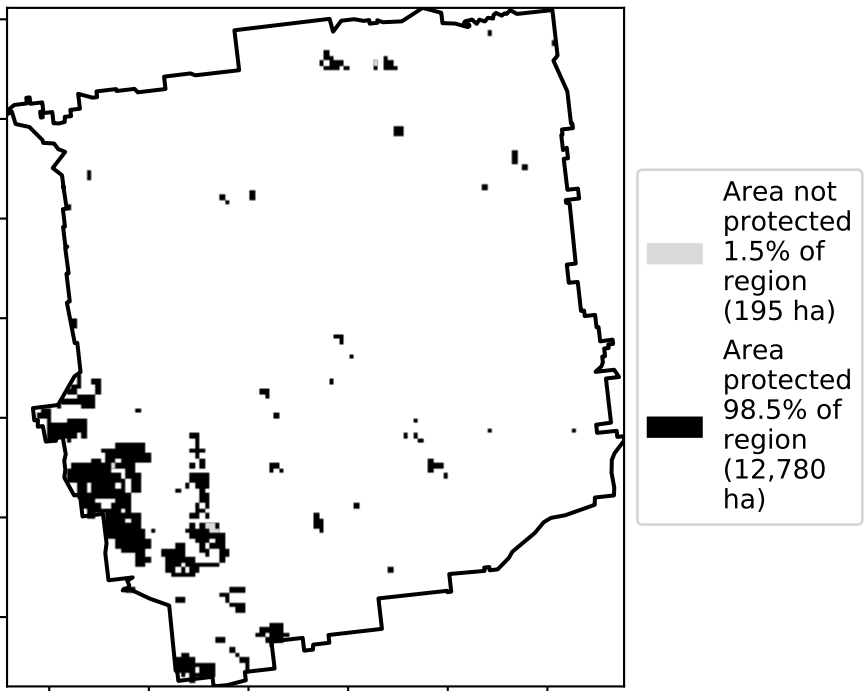 Area not
protected
1.5% of
region
(195 ha)
Area
protected
98.5% of
region
(12,780
ha)